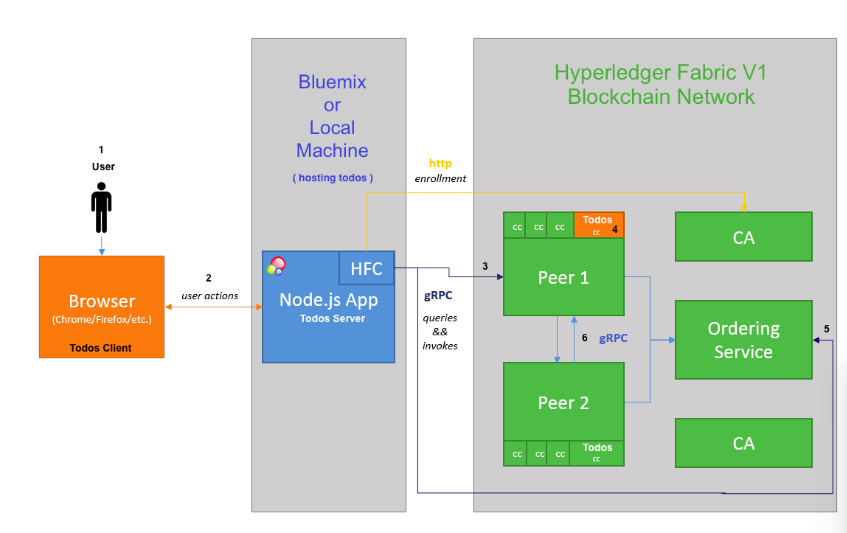 Hyperledger Fabric V1
Blockchain Network
Bluemix
or
Local
Machine
( hosting todos )
1
User
http
enrollment
Todos
cc cc cc cc 4
CA
HFC
3
Peer 1
2
user actions
Browser
(Chrome/Firefox/etc.)
Todos Client
Node.js App
Todos Server
gRPC
queries
&&
invokes
Ordering
Service
5
6 gRPC
Peer 2
CA
Todos
cc cc cc cc